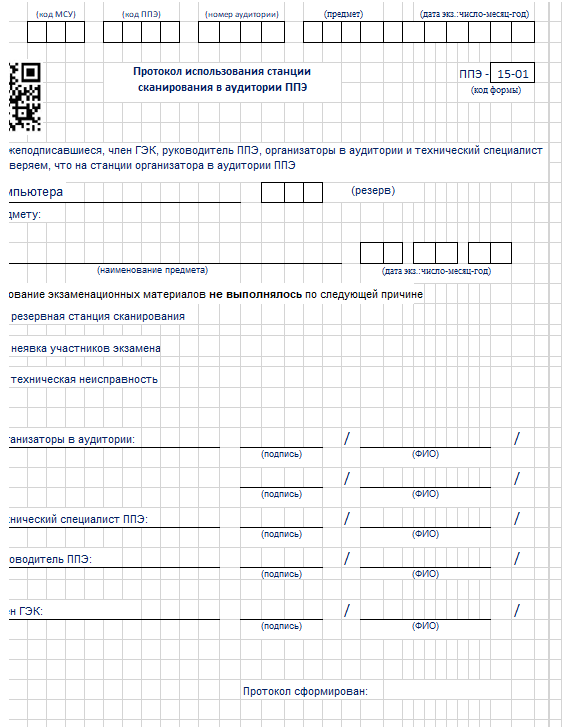 (код МСУ) (код ППЭ) (номер аудитории) (предмет) (дата экз.:число-месяц-год)
Протокол использования станции
сканирования в аудитории ППЭ
ППЭ - 15-01
(код формы)
жеподписавшиеся, член ГЭК, руководитель ППЭ, организаторы в аудитории и технический специалист
веряем, что на станции организатора в аудитории ППЭ
мпьютера (резерв)
дмету:
(наименование предмета) (дата экз.:число-месяц-год)
ование экзаменационных материалов не выполнялось по следующей причине
резервная станция сканирования
неявка участников экзамена
техническая неисправность
ганизаторы в аудитории: / /
(подпись) (ФИО)
/ /
(подпись) (ФИО)
хнический специалист ППЭ: / /
(подпись) (ФИО)
ководитель ППЭ: / /
(подпись) (ФИО)
ен ГЭК: / /
(подпись) (ФИО)
Протокол сформирован: